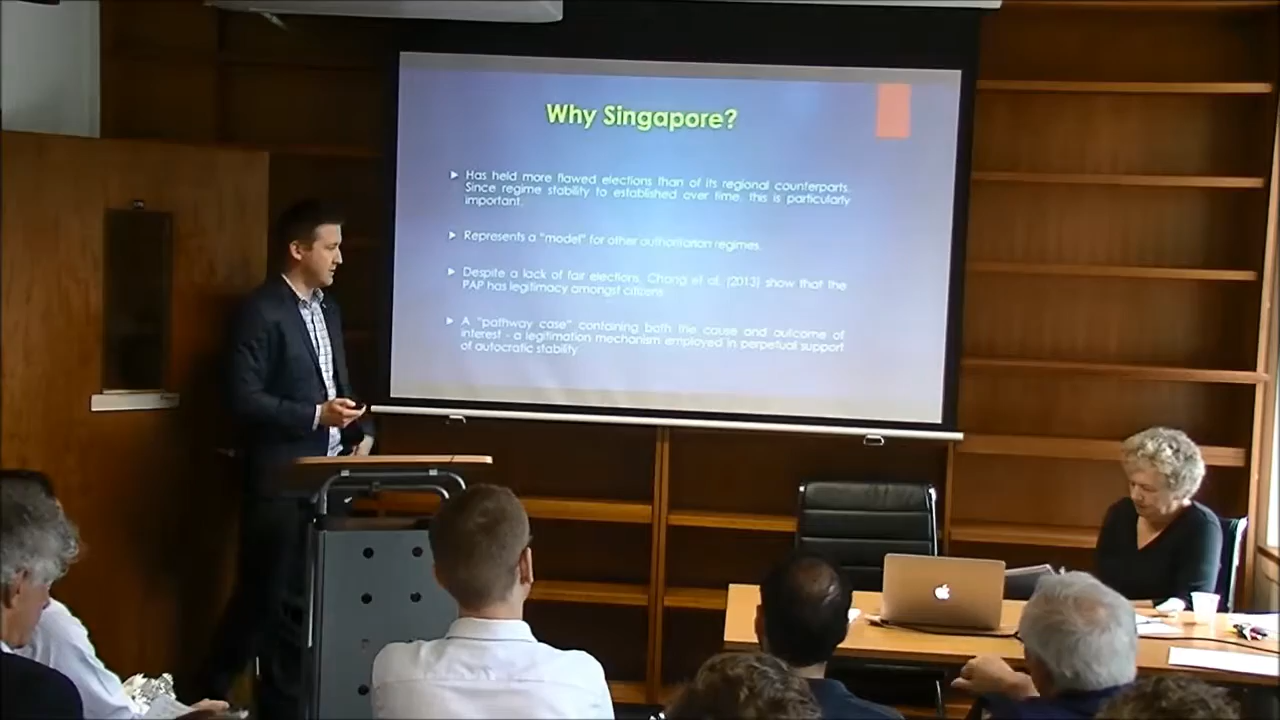 Why Singapore?
Has held more flawed elections than of its regional counterparts.
Since regime stability to established over time, this is particularly
important.
Represents a "model" for other authoritarian regimes.
Despite a lack of fair elections, Chang et al. (2013) show that the
PAP has legitimacy amongst citizens
A "pathway case" containing both the cause and outcome of
interest - a legitimation mechanism employed in perpetual support
of autocratic stability